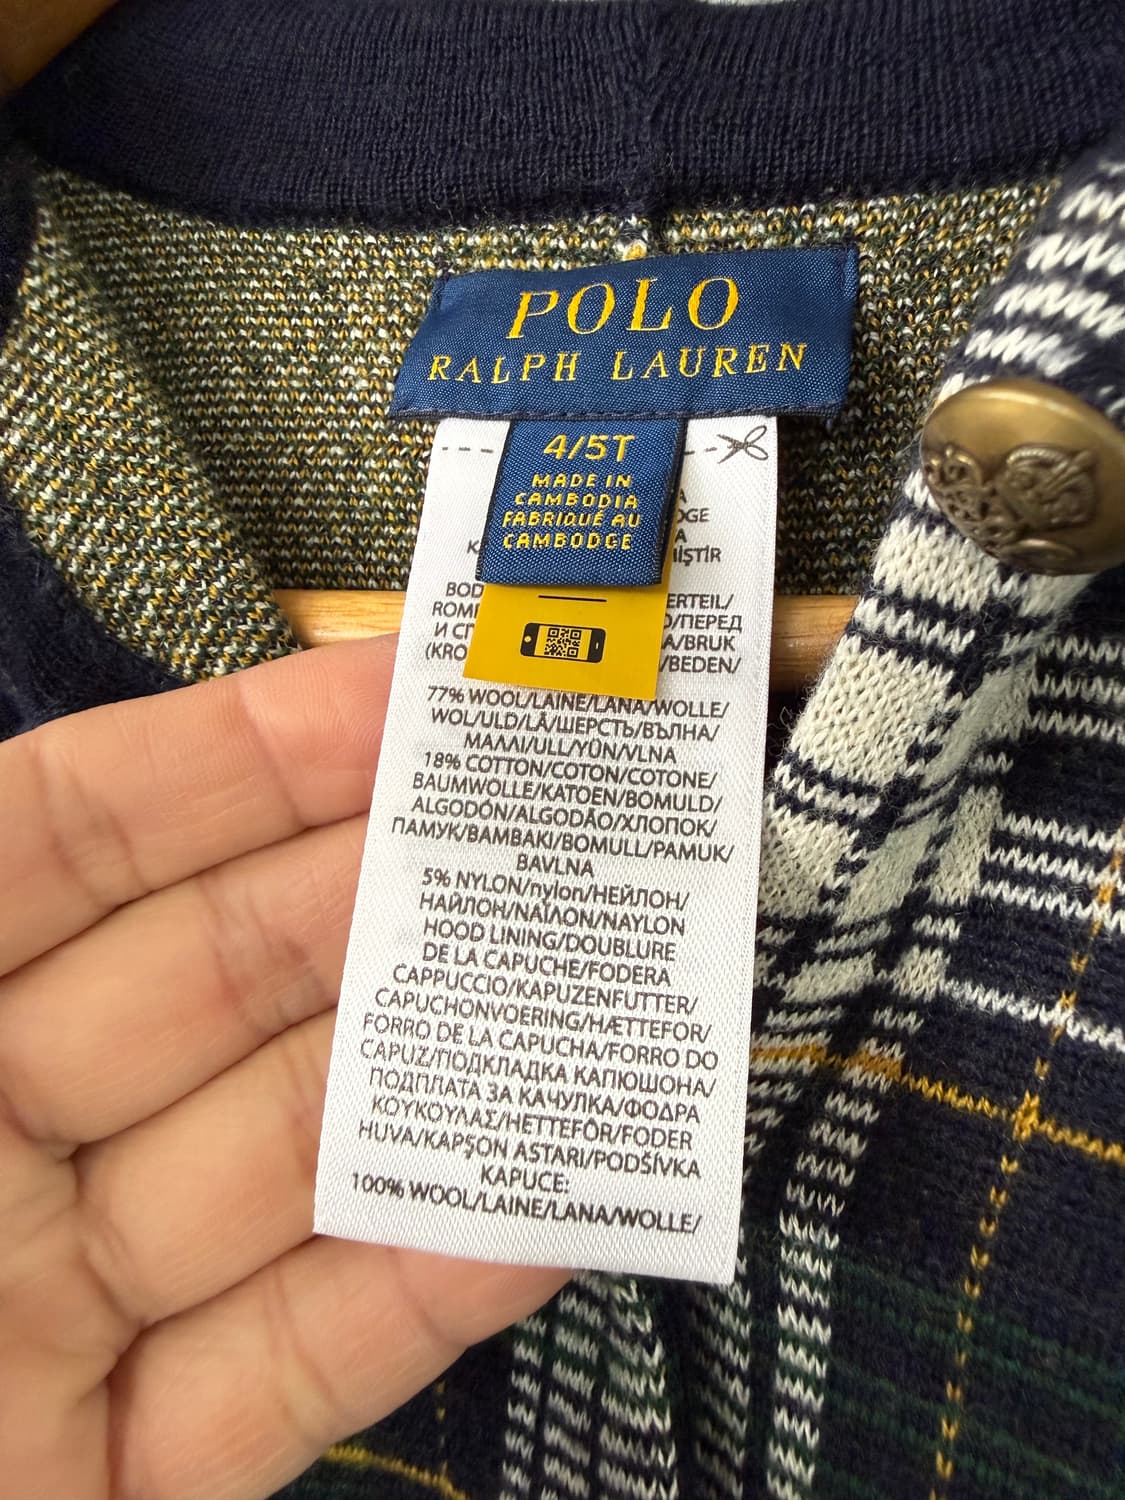 POLO
RALPH LAUREN
4/5T
MADE IN
CAMBODIA
FABRIQUÉ AU
CAMBODGE
77% WOOL/LAINE/LANA/WOLLE/
WOL/ULD/LÃ/ШЕРСТЬ/ВЪЛНА/
ΜΑΛΛΙ/ULL/YÜN/VLNA
18% COTTON/COTON/COTONE/
BAUMWOLLE/KATOEN/BOMULD/
ALGODÓN/ALGODÃO/ХЛОПОК/
ПАМУК/ΒΑΜΒΑΚΙ/BOMULL/PAMUK/
BAVLNA
5% NYLON/nylon/НЕЙЛОН/
НАЙЛОН/ΝΑΪΛΟΝ/NAYLON
HOOD LINING/DOUBLURE
DE LA CAPUCHE/FODERA
CAPPUCCIO/KAPUZENFUTTER/
CAPUCHONVOERING/HÆTTEFOR/
FORRO DE LA CAPUCHA/FORRO DO
CAPUZ/ПОДКЛАДКА КАПЮШОНА/
ПОДПЛАТА ЗА КАЧУЛКА/ΦΟΔΡΑ
ΚΟΥΚΟΥΛΑΣ/HETTEFÔR/FODER
HUVA/KAPŞON ASTARI/PODŠÍVKA
KAPUCE:
100% WOOL/LAINE/LANA/WOLLE/